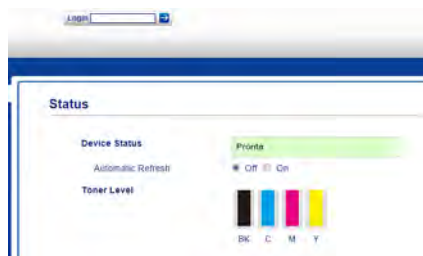 Login
Status
Device Status Pronta
Automatic Refresh Off On
Toner Level
BK C M Y